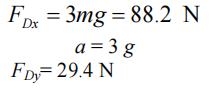 F_Dx = 3mg = 88.2 N
a = 3 g
F_Dy= 29.4 N